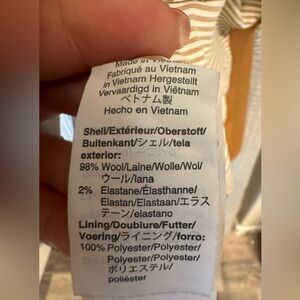 Made in Vietnam
Fabriqué au Vietnam
in Vietnam Hergestellt
Vervaardigd in Viêtnam
ベトナム製
Hecho en Vietnam
Shell/Extérieur/Oberstoff/
Buitenkant/シェル/tela
exterior:
98% Wool/Laine/Wolle/Wol/
ウール/lana
2% Elastane/Élasthanne/
Elastan/Elastaan/エラス
テーン/elastano
Lining/Doublure/Futter/
Voering/ライニング/forro:
100% Polyester/Polyester/
Polyester/Polyester/
ポリエステル/
poliéster